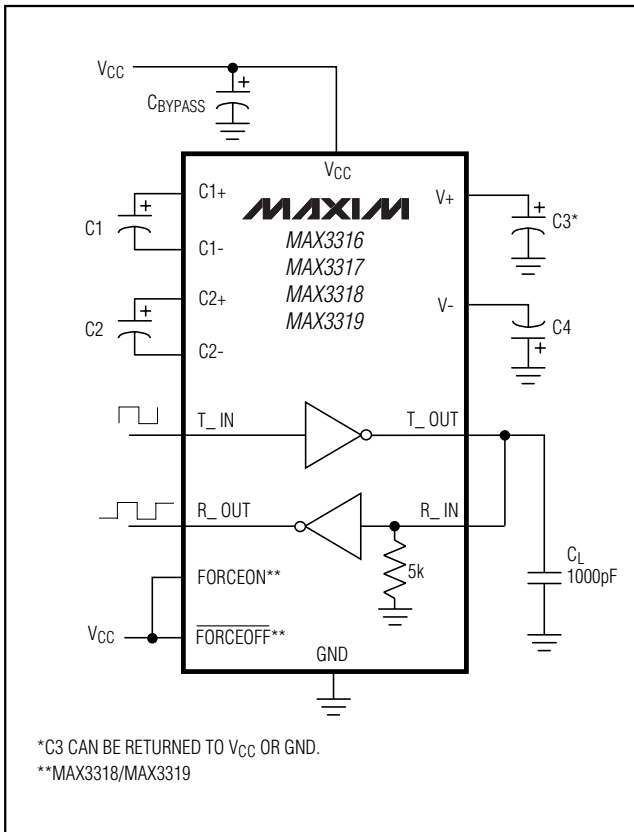 VCC
CBYPASS
+
VCC
C1+
V+
MAXIM
+
C1
C1-
+
C3*
MAX3316
MAX3317
C2+
MAX3318
V-
+
C2
MAX3319
C4
C2-
+
T_ IN
T_ OUT
R_ OUT
R_ IN
5k
CL
1000pF
FORCEON**
VCC
FORCEOFF**
GND
*C3 CAN BE RETURNED TO VCC OR GND.
**MAX3318/MAX3319